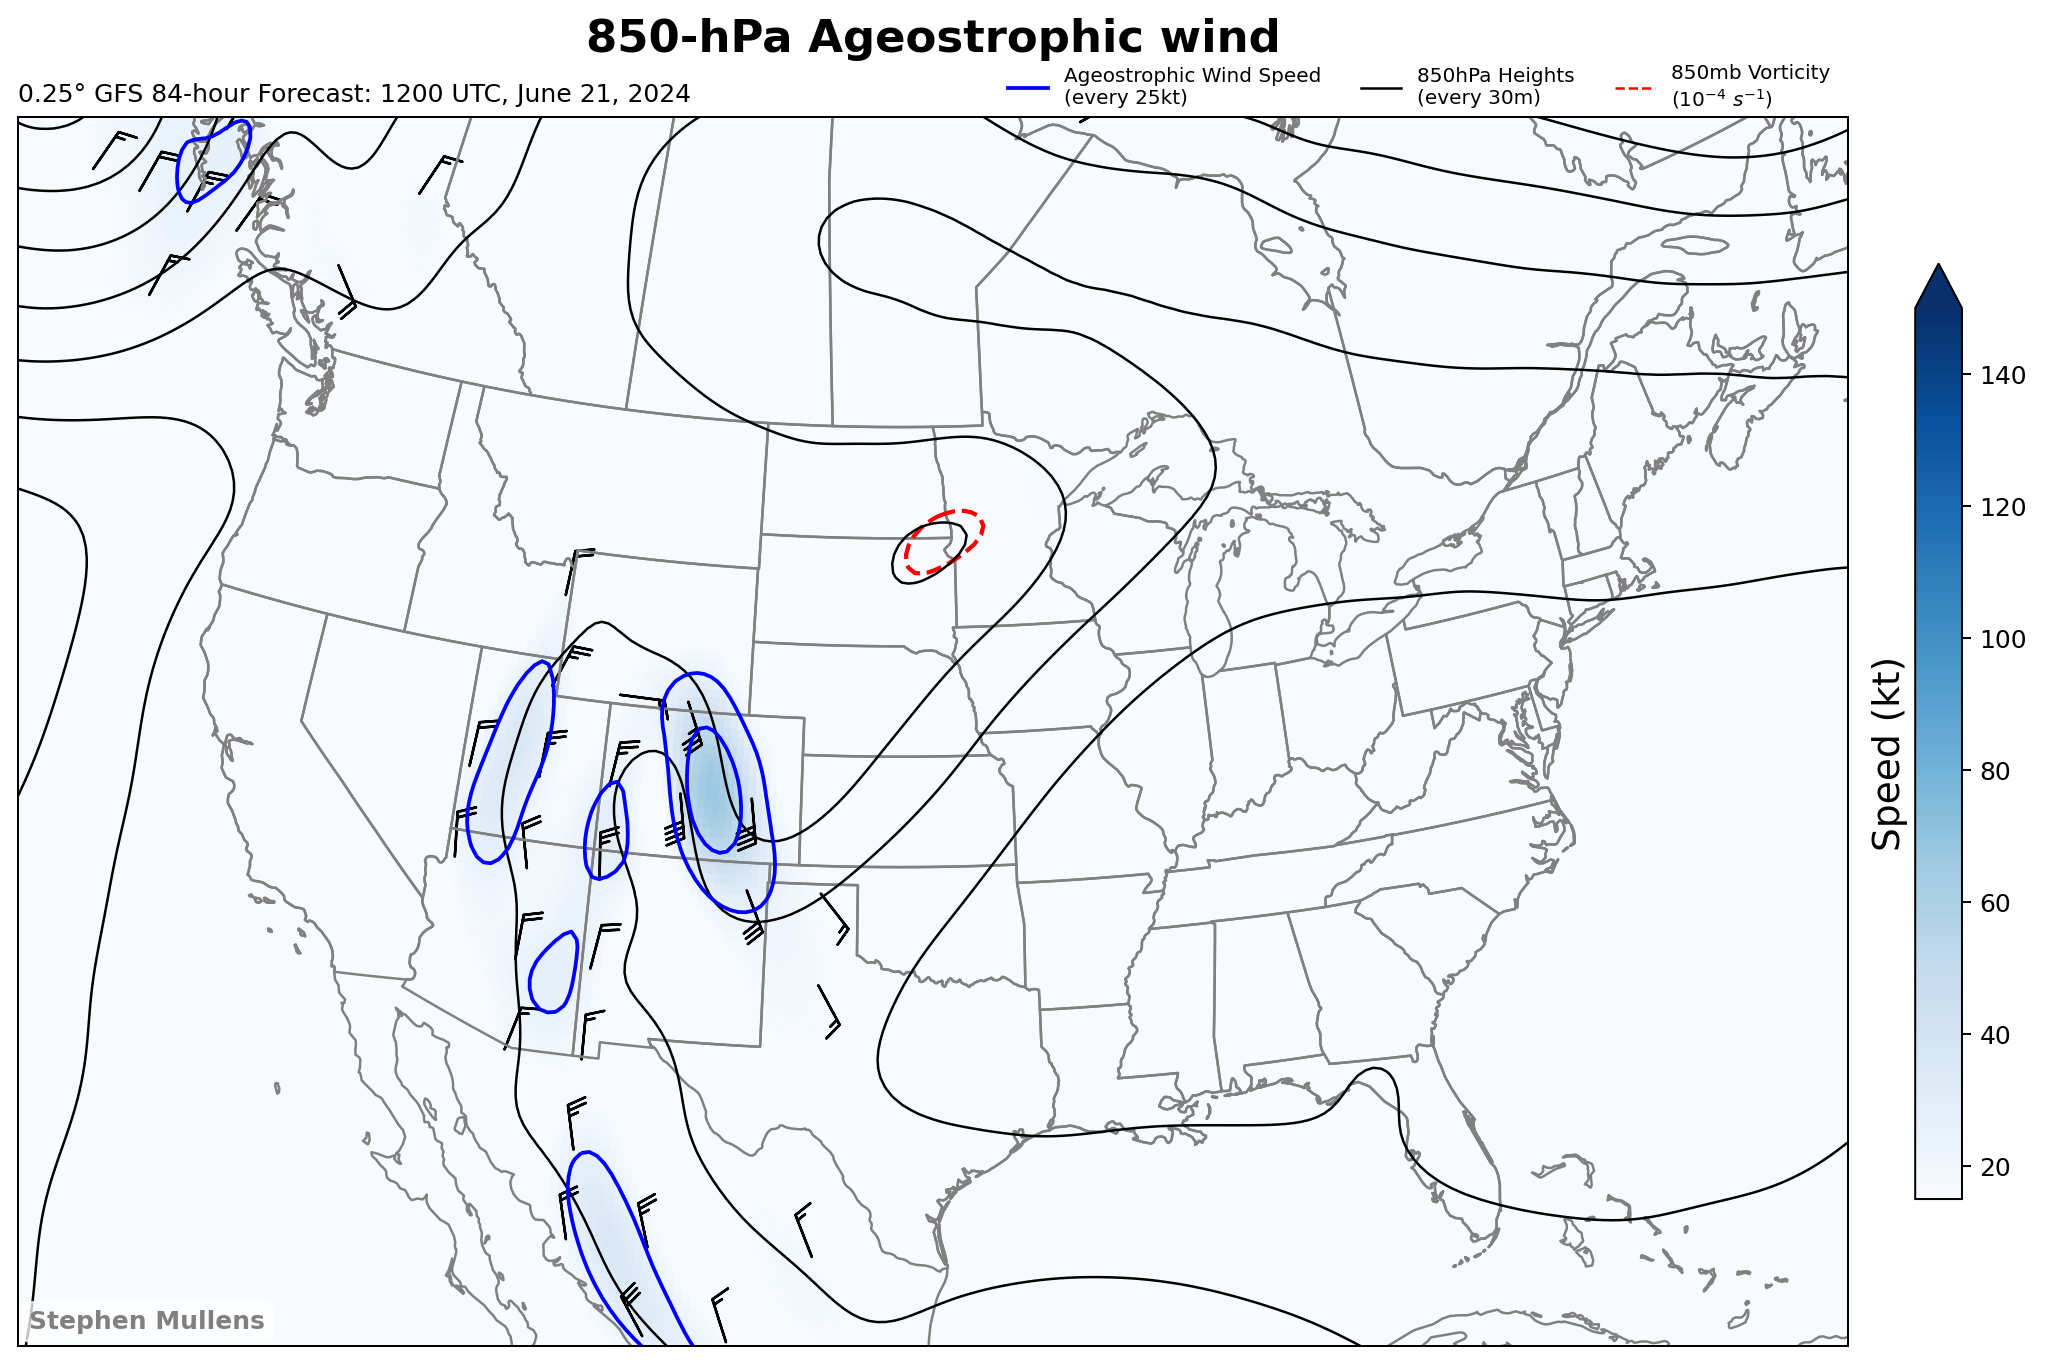 850-hPa Ageostrophic wind
0.25° GFS 84-hour Forecast: 1200 UTC, June 21, 2024
Ageostrophic Wind Speed
(every 25kt)
850hPa Heights
(every 30m)
850mb Vorticity
(10⁻⁴ s⁻¹)
140
120
100
80
60
40
20
Speed (kt)
Stephen Mullens